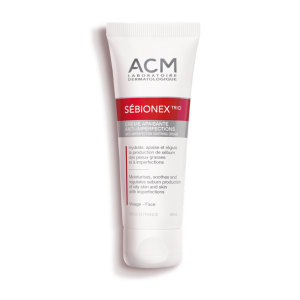 ACM
LABORATOIRE
DERMATOLOGIQUE
SÉBIONEX TRIO
CRÈME APAISANTE
ANTI-IMPERFECTIONS
Hydrate, apaise et régule
la production de sébum
des peaux grasses
et à imperfections
Moisturises, soothes and
regulates sebum production
of oily skin and skin
with imperfections
Visage - Face